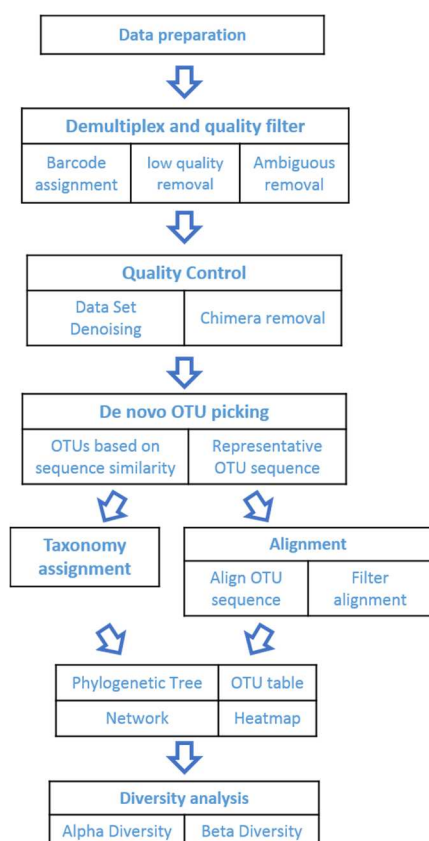 Data preparation
Demultiplex and quality filter
Barcode
assignment
low quality
removal
Ambiguous
removal
Quality Control
Data Set
Denoising
Chimera removal
De novo OTU picking
OTUs based on
sequence similarity
Representative
OTU sequence
Taxonomy
assignment
Alignment
Align OTU
sequence
Filter
alignment
Phylogenetic Tree
OTU table
Network
Heatmap
Diversity analysis
Alpha Diversity
Beta Diversity